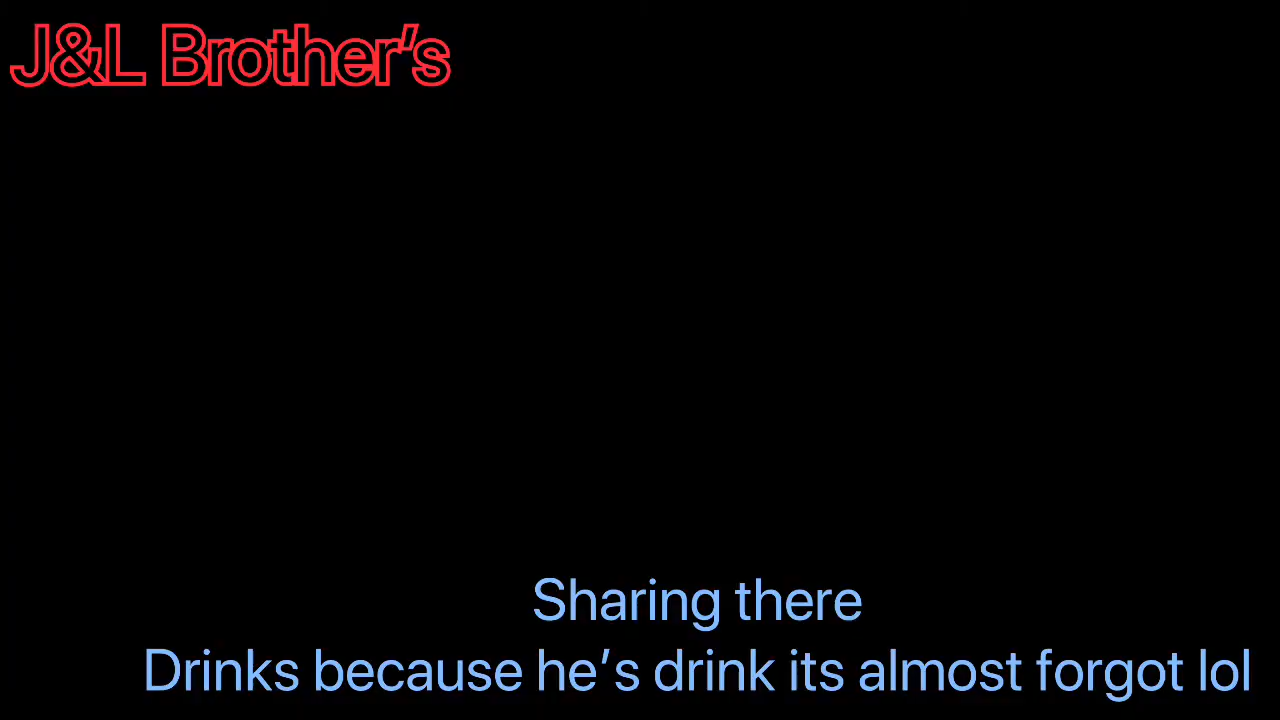 J&L Brother's
Sharing there
Drinks because he's drink its almost forgot lol